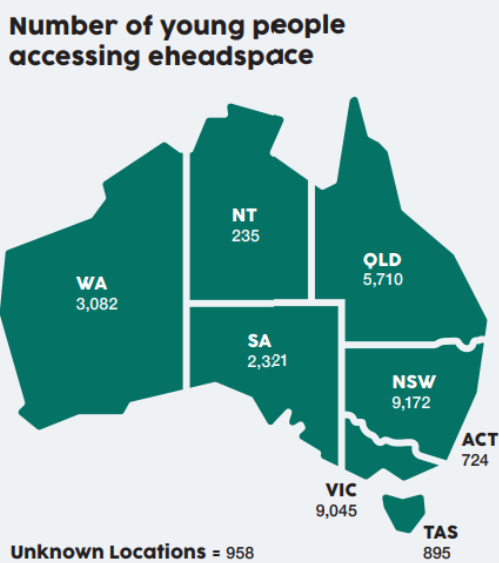 Number of young people
accessing eheadspace
NT
235
QLD
5,710
WA
3,082
SA
2,321
NSW
9,172
ACT
724
VIC
9,045
TAS
895
Unknown Locations = 958